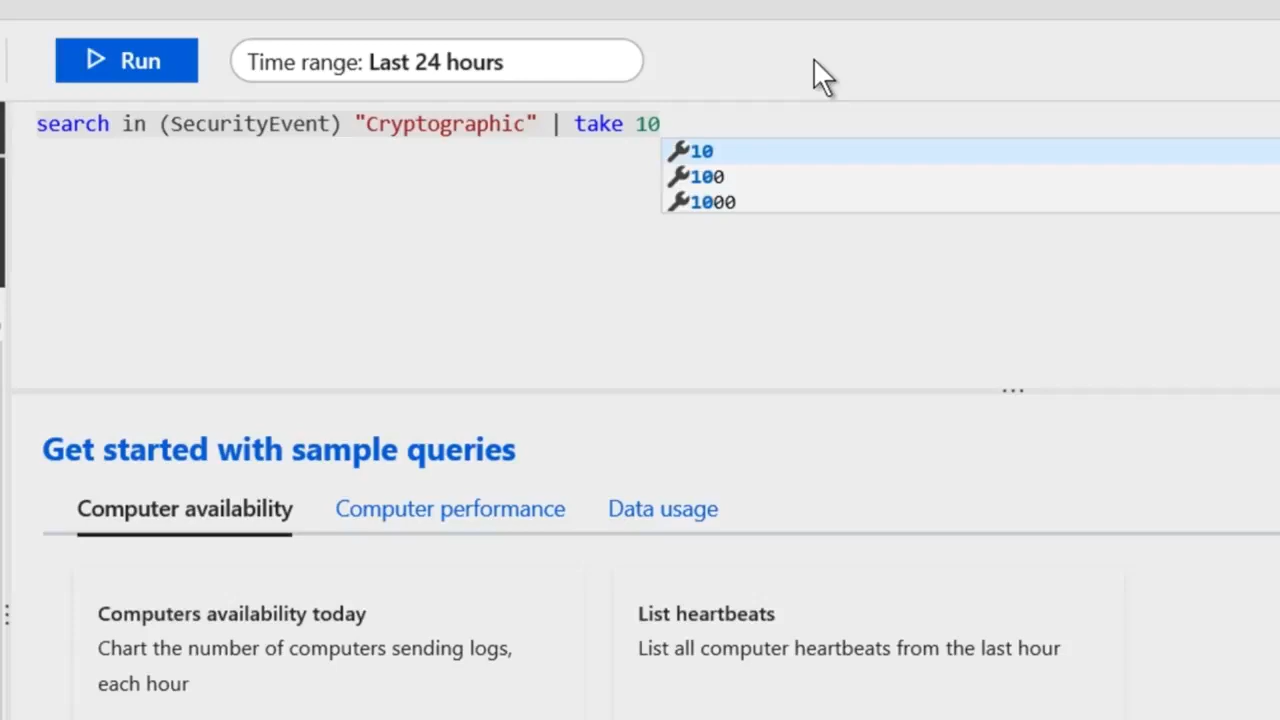 Run
Time range: Last 24 hours
search in (SecurityEvent) "Cryptographic" | take 10
10
100
1000
Get started with sample queries
Computer availability Computer performance Data usage
Computers availability today
Chart the number of computers sending logs,
each hour
List heartbeats
List all computer heartbeats from the last hour